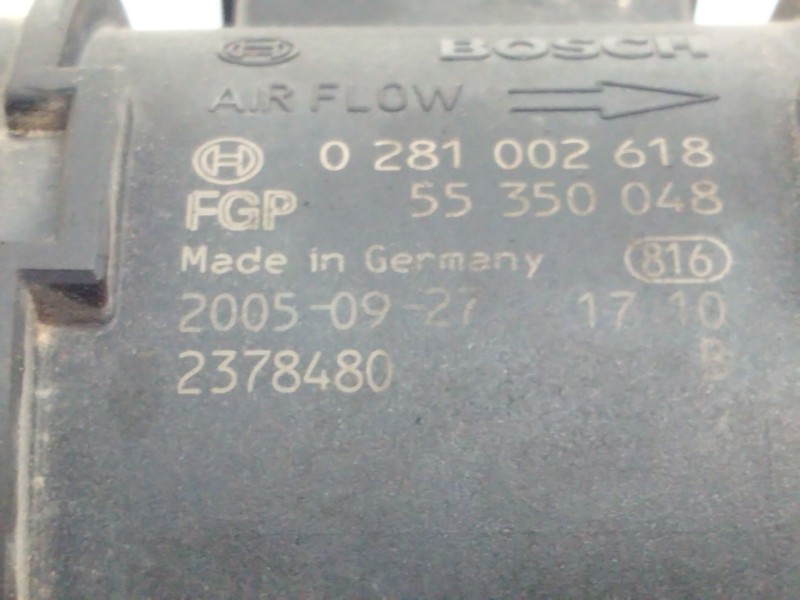 BOSCH
AIR FLOW
0 281 002 618
FGP 55 350 048
Made in Germany 816
2005-09-27 17 10
2378480 B